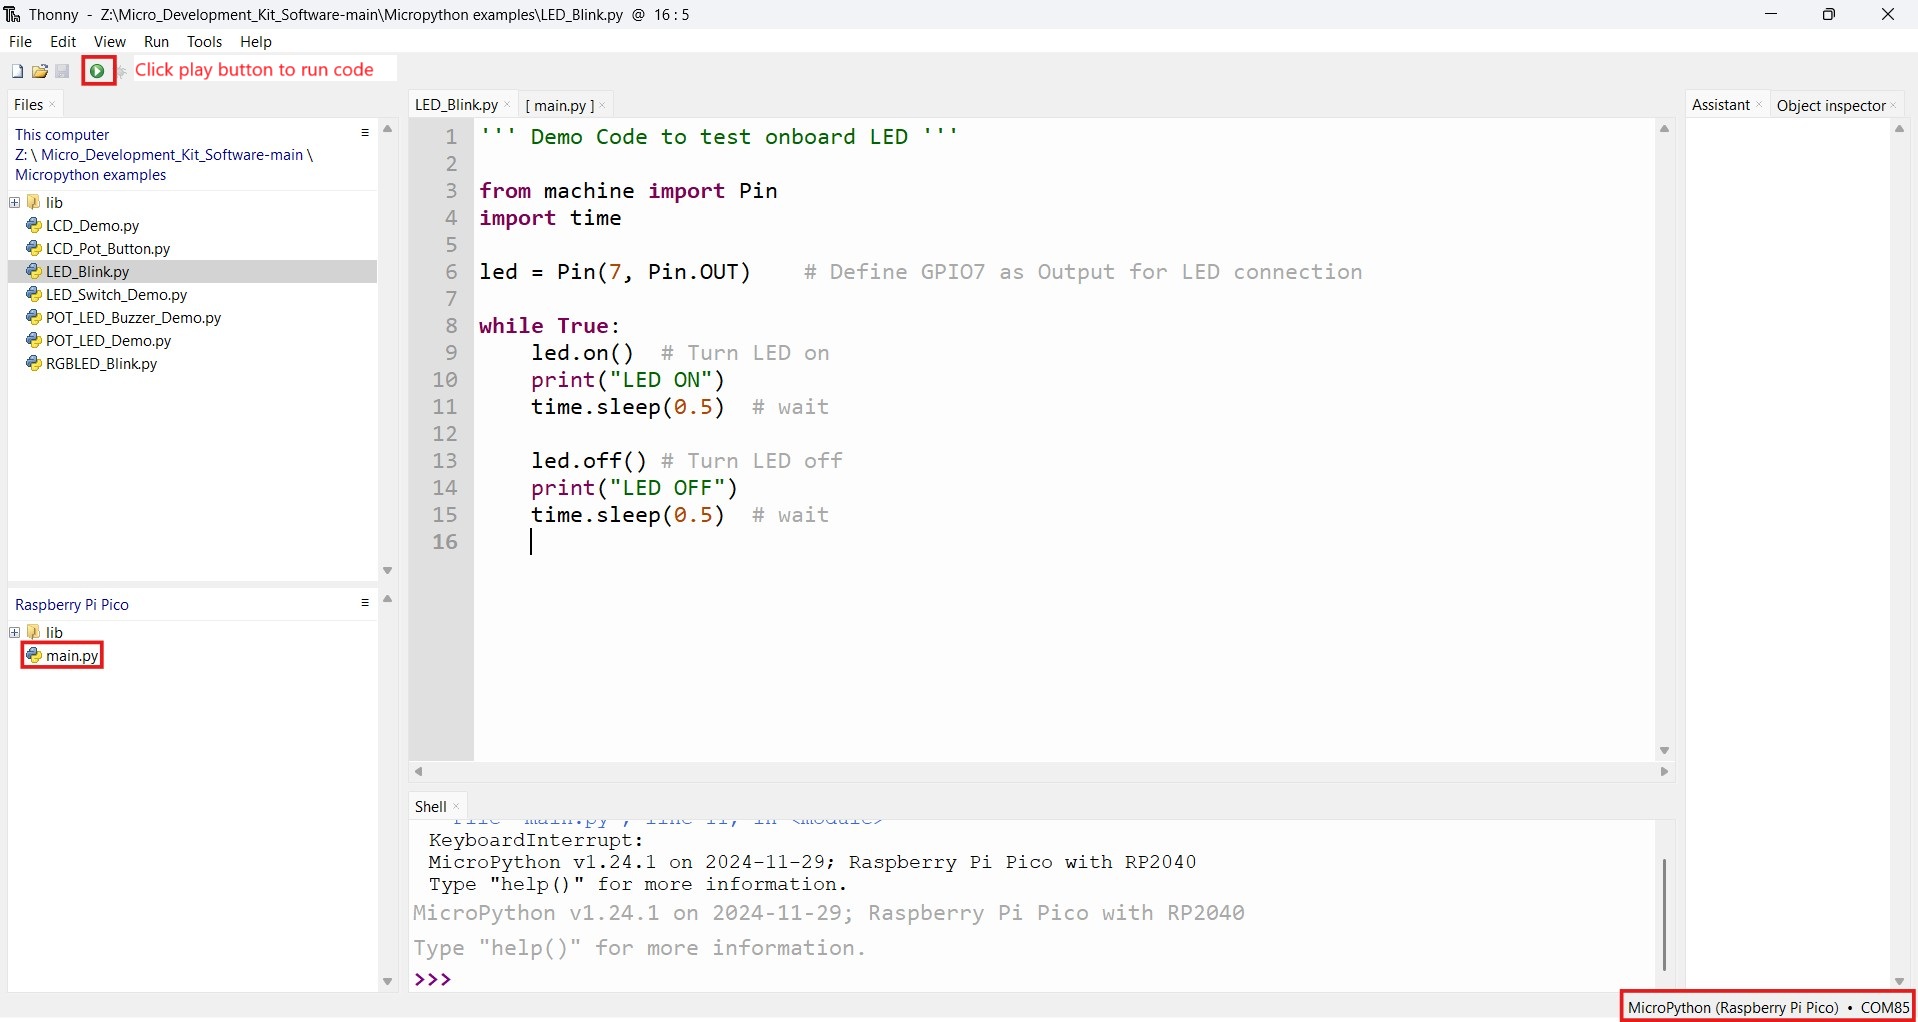 Thonny - Z:\Micro_Development_Kit_Software-main\Micropython examples\LED_Blink.py @ 16 : 5
File Edit View Run Tools Help
Click play button to run code
Files
This computer
Z: \ Micro_Development_Kit_Software-main \
Micropython examples
lib
LCD_Demo.py
LCD_Pot_Button.py
LED_Blink.py
LED_Switch_Demo.py
POT_LED_Buzzer_Demo.py
POT_LED_Demo.py
RGBLED_Blink.py
Raspberry Pi Pico
lib
main.py
LED_Blink.py [ main.py ]
1 ''' Demo Code to test onboard LED '''
2
3 from machine import Pin
4 import time
5
6 led = Pin(7, Pin.OUT)    # Define GPIO7 as Output for LED connection
7
8 while True:
9     led.on()  # Turn LED on
10     print("LED ON")
11     time.sleep(0.5)  # wait
12
13     led.off() # Turn LED off
14     print("LED OFF")
15     time.sleep(0.5)  # wait
16
Shell
File "main.py", line 11, in <module>
KeyboardInterrupt:
MicroPython v1.24.1 on 2024-11-29; Raspberry Pi Pico with RP2040
Type "help()" for more information.
MicroPython v1.24.1 on 2024-11-29; Raspberry Pi Pico with RP2040
Type "help()" for more information.
>>>
Assistant Object inspector
MicroPython (Raspberry Pi Pico) • COM85